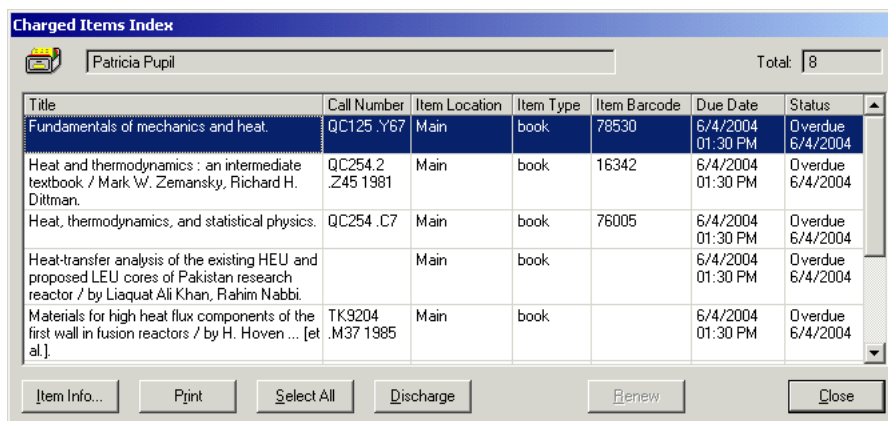 Charged Items Index
Patricia Pupil Total: 8
Title Call Number Item Location Item Type Item Barcode Due Date Status
Fundamentals of mechanics and heat. QC125 .Y67 Main book 78530 6/4/2004 Overdue
01:30 PM 6/4/2004
Heat and thermodynamics : an intermediate QC254.2 Main book 16342 6/4/2004 Overdue
textbook / Mark W. Zemansky, Richard H. .Z45 1981 01:30 PM 6/4/2004
Dittman.
Heat, thermodynamics, and statistical physics. QC254 .C7 Main book 76005 6/4/2004 Overdue
01:30 PM 6/4/2004
Heat-transfer analysis of the existing HEU and Main book 6/4/2004 Overdue
proposed LEU cores of Pakistan research 01:30 PM 6/4/2004
reactor / by Liaquat Ali Khan, Rahim Nabbi.
Materials for high heat flux components of the TK9204 Main book 6/4/2004 Overdue
first wall in fusion reactors / by H. Hoven ... [et .M37 1985 01:30 PM 6/4/2004
al.].
Item Info... Print Select All Discharge Renew Close